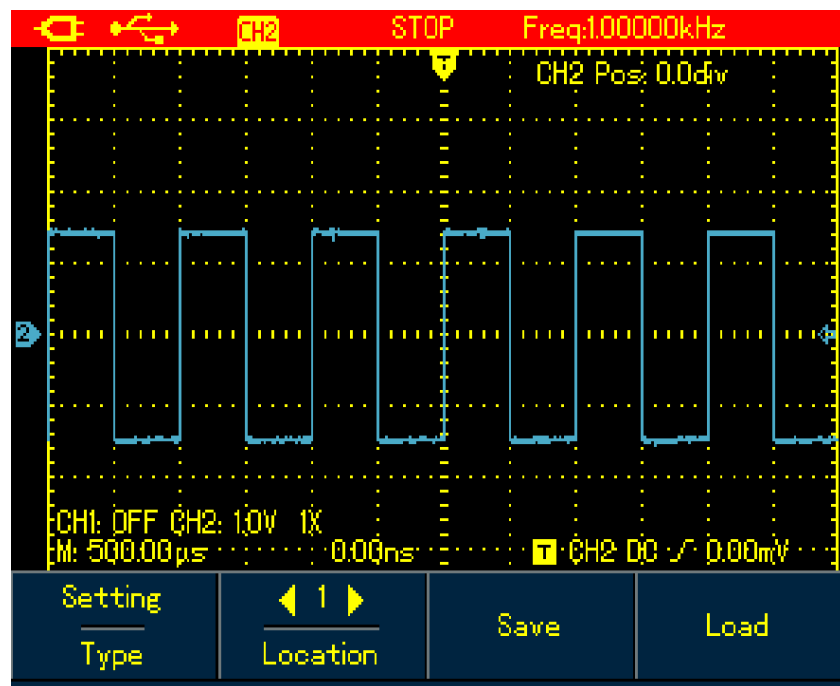 CH2 STOP Freq:1.00000kHz
T
CH2 Pos: 0.0div
2
CH1: OFF CH2: 1.0V 1X
M: 500.00µs 0.00ns T CH2 DC 0.00mV
Setting 1 Save Load
Type Location